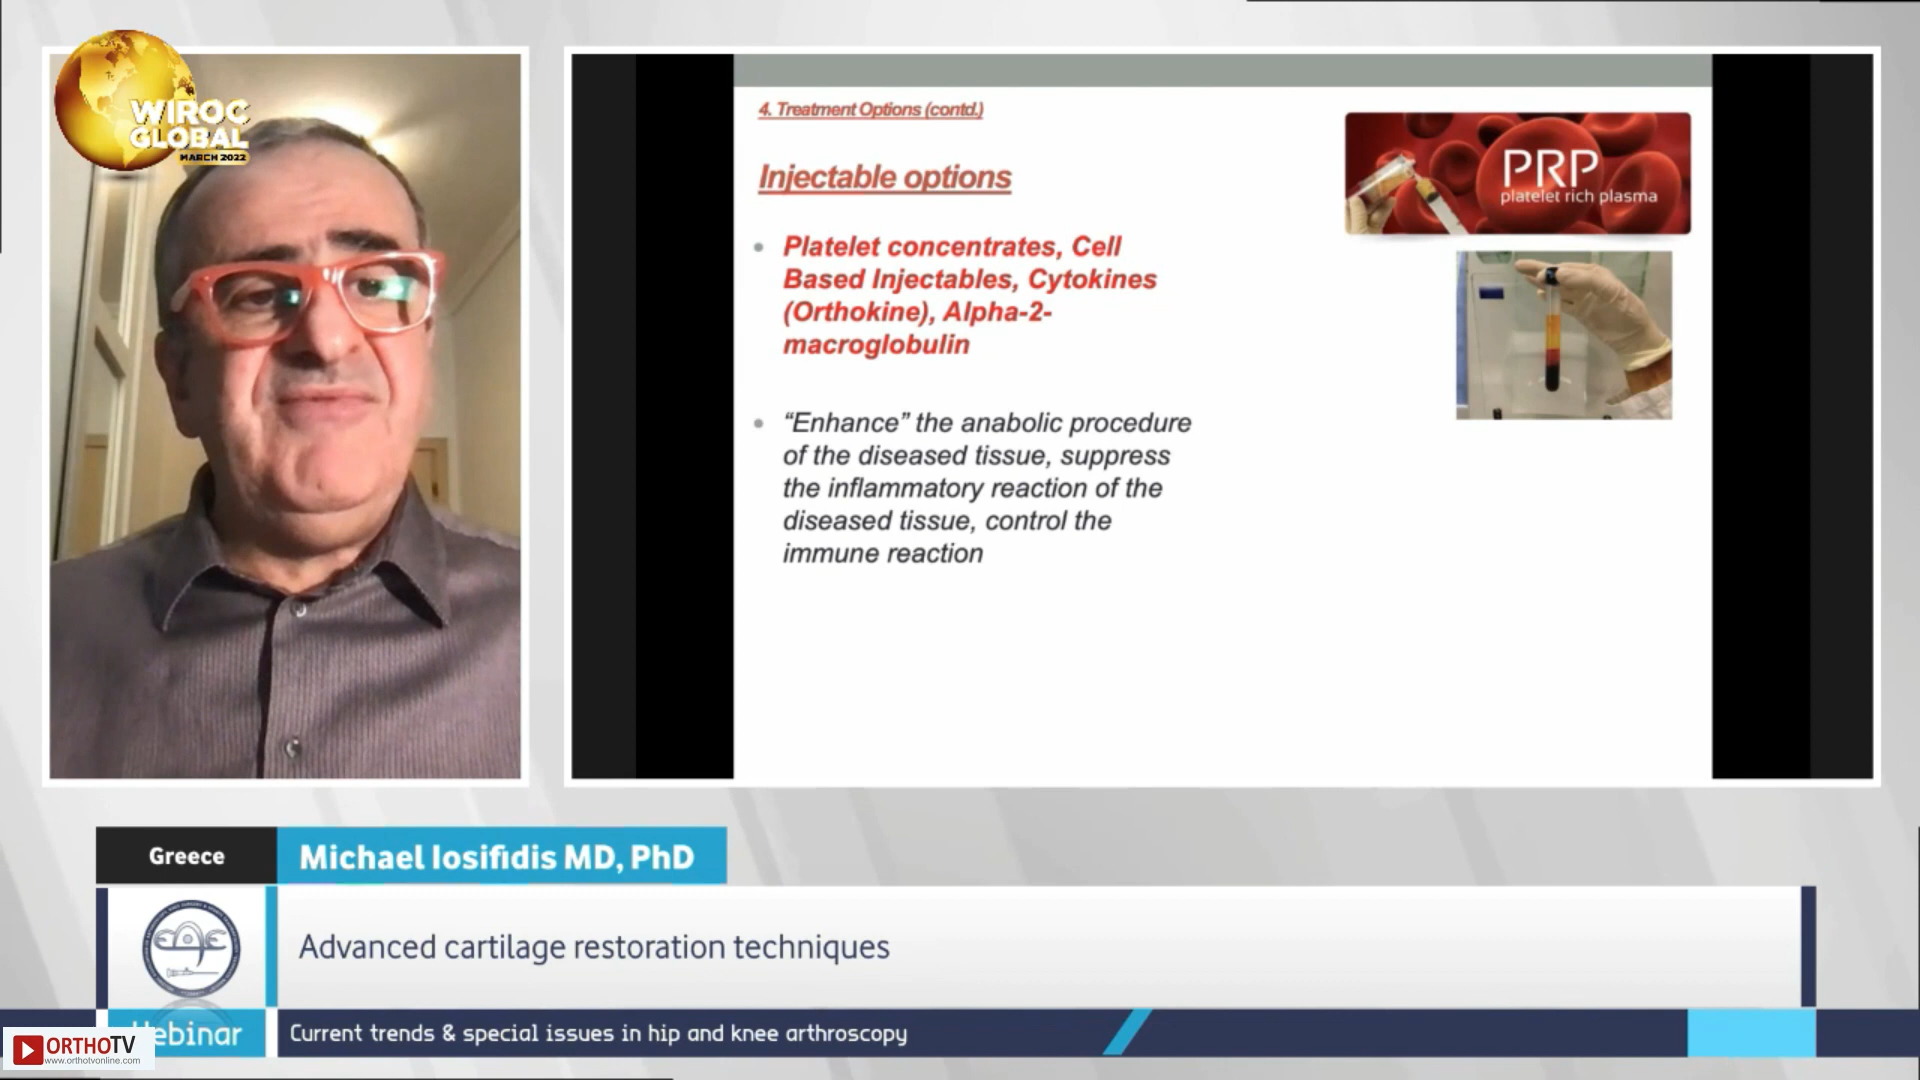 WIROC
GLOBAL
MARCH 2022
4. Treatment Options (contd.)
Injectable options
• Platelet concentrates, Cell
Based Injectables, Cytokines
(Orthokine), Alpha-2-
macroglobulin
• “Enhance” the anabolic procedure
of the diseased tissue, suppress
the inflammatory reaction of the
diseased tissue, control the
immune reaction
PRP
platelet rich plasma
Greece
Michael Iosifidis MD, PhD
Advanced cartilage restoration techniques
ebinar
Current trends & special issues in hip and knee arthroscopy
ORTHOTV
www.orthotvonline.com